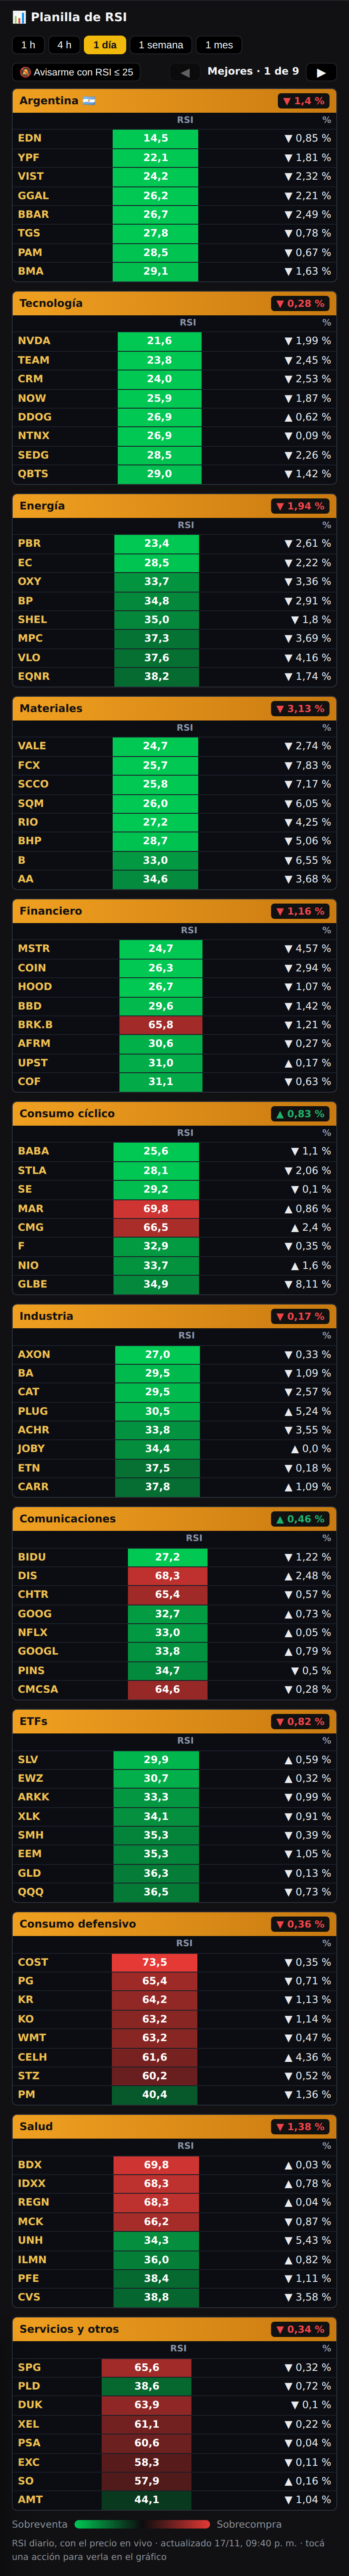 📊 Planilla de RSI
1 h 4 h 1 día 1 semana 1 mes
🔕 Avisarme con RSI ≤ 25 ◀ Mejores · 1 de 9 ▶
Argentina 🇦🇷 ▼ 1,4 %
RSI %
EDN 14,5 ▼ 0,85 %
YPF 22,1 ▼ 1,81 %
VIST 24,2 ▼ 2,32 %
GGAL 26,2 ▼ 2,21 %
BBAR 26,7 ▼ 2,49 %
TGS 27,8 ▼ 0,78 %
PAM 28,5 ▼ 0,67 %
BMA 29,1 ▼ 1,63 %
Tecnología ▼ 0,28 %
RSI %
NVDA 21,6 ▼ 1,99 %
TEAM 23,8 ▼ 2,45 %
CRM 24,0 ▼ 2,53 %
NOW 25,9 ▼ 1,87 %
DDOG 26,9 ▲ 0,62 %
NTNX 26,9 ▼ 0,09 %
SEDG 28,5 ▼ 2,26 %
QBTS 29,0 ▼ 1,42 %
Energía ▼ 1,94 %
RSI %
PBR 23,4 ▼ 2,61 %
EC 28,5 ▼ 2,22 %
OXY 33,7 ▼ 3,36 %
BP 34,8 ▼ 2,91 %
SHEL 35,0 ▼ 1,8 %
MPC 37,3 ▼ 3,69 %
VLO 37,6 ▼ 4,16 %
EQNR 38,2 ▼ 1,74 %
Materiales ▼ 3,13 %
RSI %
VALE 24,7 ▼ 2,74 %
FCX 25,7 ▼ 7,83 %
SCCO 25,8 ▼ 7,17 %
SQM 26,0 ▼ 6,05 %
RIO 27,2 ▼ 4,25 %
BHP 28,7 ▼ 5,06 %
B 33,0 ▼ 6,55 %
AA 34,6 ▼ 3,68 %
Financiero ▼ 1,16 %
RSI %
MSTR 24,7 ▼ 4,57 %
COIN 26,3 ▼ 2,94 %
HOOD 26,7 ▼ 1,07 %
BBD 29,6 ▼ 1,42 %
BRK.B 65,8 ▼ 1,21 %
AFRM 30,6 ▼ 0,27 %
UPST 31,0 ▲ 0,17 %
COF 31,1 ▼ 0,63 %
Consumo cíclico ▲ 0,83 %
RSI %
BABA 25,6 ▼ 1,1 %
STLA 28,1 ▼ 2,06 %
SE 29,2 ▼ 0,1 %
MAR 69,8 ▲ 0,86 %
CMG 66,5 ▲ 2,4 %
F 32,9 ▼ 0,35 %
NIO 33,7 ▲ 1,6 %
GLBE 34,9 ▼ 8,11 %
Industria ▼ 0,17 %
RSI %
AXON 27,0 ▼ 0,33 %
BA 29,5 ▼ 1,09 %
CAT 29,5 ▼ 2,57 %
PLUG 30,5 ▲ 5,24 %
ACHR 33,8 ▼ 3,55 %
JOBY 34,4 ▲ 0,0 %
ETN 37,5 ▼ 0,18 %
CARR 37,8 ▲ 1,09 %
Comunicaciones ▲ 0,46 %
RSI %
BIDU 27,2 ▼ 1,22 %
DIS 68,3 ▲ 2,48 %
CHTR 65,4 ▼ 0,57 %
GOOG 32,7 ▲ 0,73 %
NFLX 33,0 ▲ 0,05 %
GOOGL 33,8 ▲ 0,79 %
PINS 34,7 ▼ 0,5 %
CMCSA 64,6 ▼ 0,28 %
ETFs ▼ 0,82 %
RSI %
SLV 29,9 ▲ 0,59 %
EWZ 30,7 ▲ 0,32 %
ARKK 33,3 ▼ 0,99 %
XLK 34,1 ▼ 0,91 %
SMH 35,3 ▼ 0,39 %
EEM 35,3 ▼ 1,05 %
GLD 36,3 ▼ 0,13 %
QQQ 36,5 ▼ 0,73 %
Consumo defensivo ▼ 0,36 %
RSI %
COST 73,5 ▼ 0,35 %
PG 65,4 ▼ 0,71 %
KR 64,2 ▼ 1,13 %
KO 63,2 ▼ 1,14 %
WMT 63,2 ▼ 0,47 %
CELH 61,6 ▲ 4,36 %
STZ 60,2 ▼ 0,52 %
PM 40,4 ▼ 1,36 %
Salud ▼ 1,38 %
RSI %
BDX 69,8 ▲ 0,03 %
IDXX 68,3 ▲ 0,78 %
REGN 68,3 ▲ 0,04 %
MCK 66,2 ▼ 0,87 %
UNH 34,3 ▼ 5,43 %
ILMN 36,0 ▲ 0,82 %
PFE 38,4 ▼ 1,11 %
CVS 38,8 ▼ 3,58 %
Servicios y otros ▼ 0,34 %
RSI %
SPG 65,6 ▼ 0,32 %
PLD 38,6 ▼ 0,72 %
DUK 63,9 ▼ 0,1 %
XEL 61,1 ▼ 0,22 %
PSA 60,6 ▼ 0,04 %
EXC 58,3 ▼ 0,11 %
SO 57,9 ▲ 0,16 %
AMT 44,1 ▼ 1,04 %
Sobreventa Sobrecompra
RSI diario, con el precio en vivo · actualizado 17/11, 09:40 p. m. · tocá
una acción para verla en el gráfico